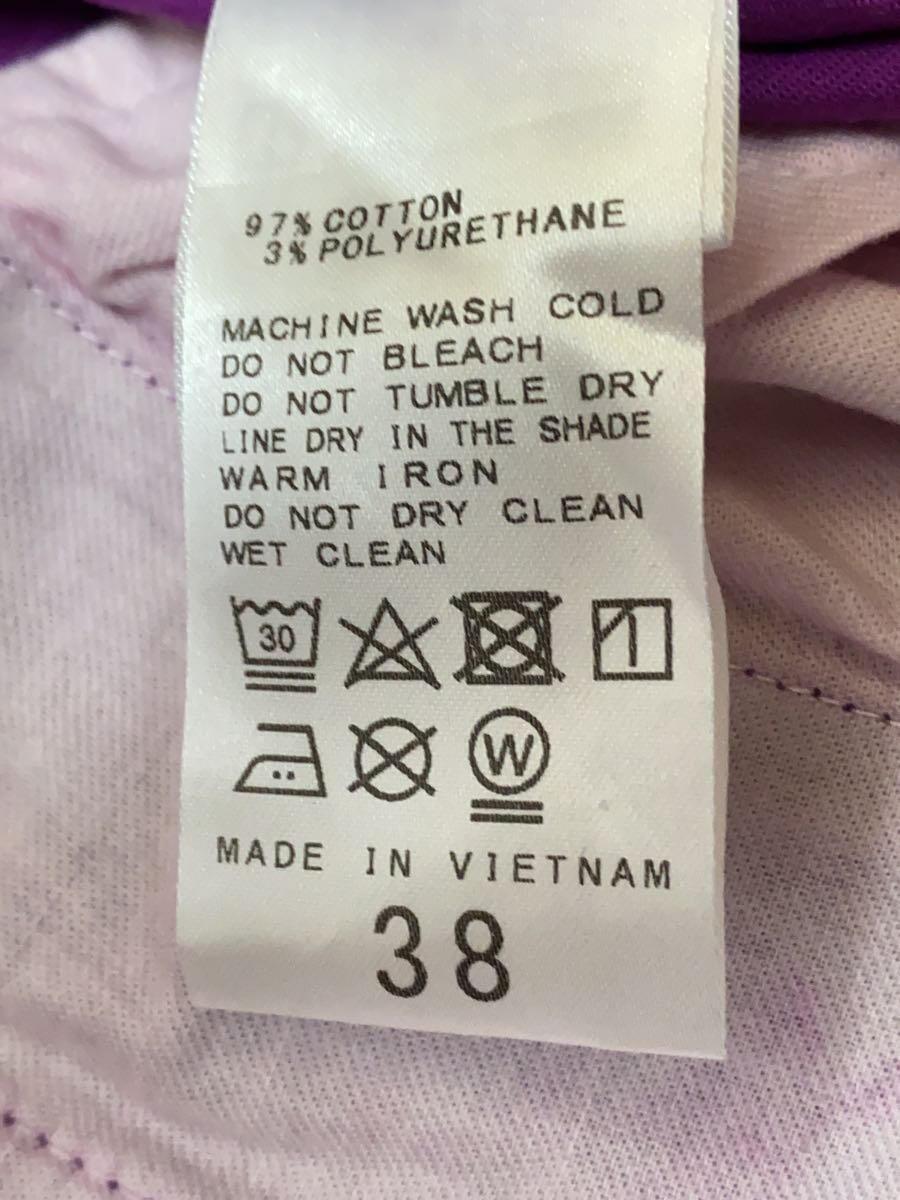 97% COTTON
3% POLYURETHANE
MACHINE WASH COLD
DO NOT BLEACH
DO NOT TUMBLE DRY
LINE DRY IN THE SHADE
WARM IRON
DO NOT DRY CLEAN
WET CLEAN
30
W
MADE IN VIETNAM
38